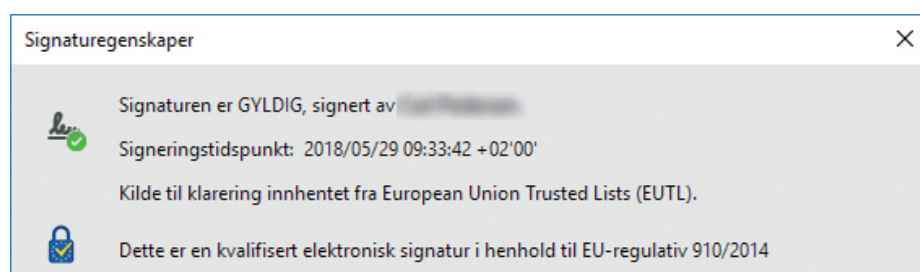 Signaturegenskaper
Signaturen er GYLDIG, signert av
Signeringstidspunkt: 2018/05/29 09:33:42 +02'00'
Kilde til klarering innhentet fra European Union Trusted Lists (EUTL).
Dette er en kvalifisert elektronisk signatur i henhold til EU-regulativ 910/2014